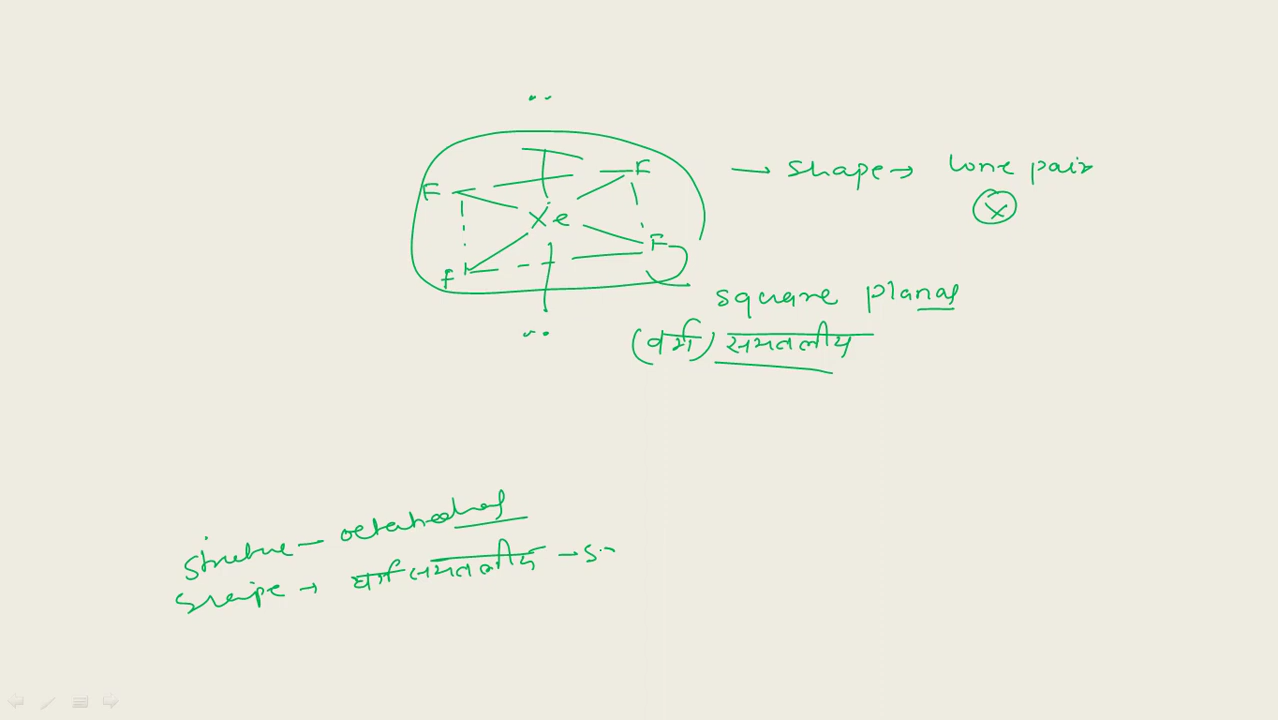 F F
Xe
F F
→ shape → lone pair
x
square planar
(वर्ग) समतलीय
structure - octahedral
shape → वर्ग समतलीय → s